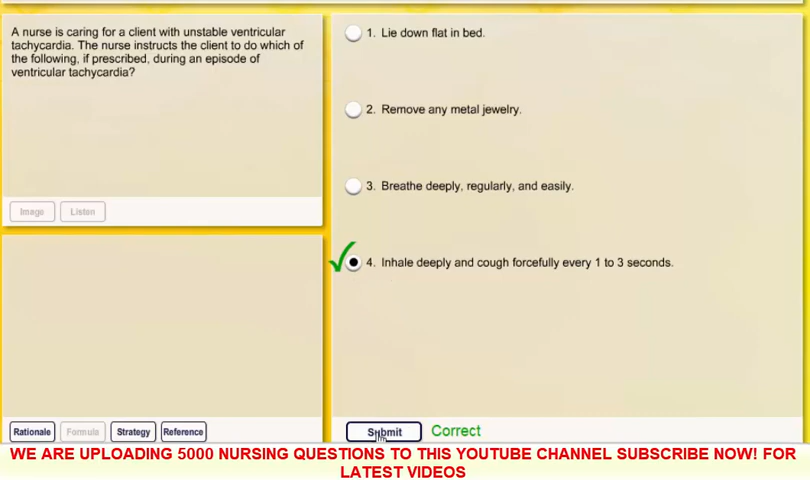 A nurse is caring for a client with unstable ventricular
tachycardia. The nurse instructs the client to do which of
the following, if prescribed, during an episode of
ventricular tachycardia?
Image
Listen
1. Lie down flat in bed.
2. Remove any metal jewelry.
3. Breathe deeply, regularly, and easily.
4. Inhale deeply and cough forcefully every 1 to 3 seconds.
Rationale
Formula
Strategy
Reference
Submit
Correct
WE ARE UPLOADING 5000 NURSING QUESTIONS TO THIS YOUTUBE CHANNEL SUBSCRIBE NOW! FOR
LATEST VIDEOS